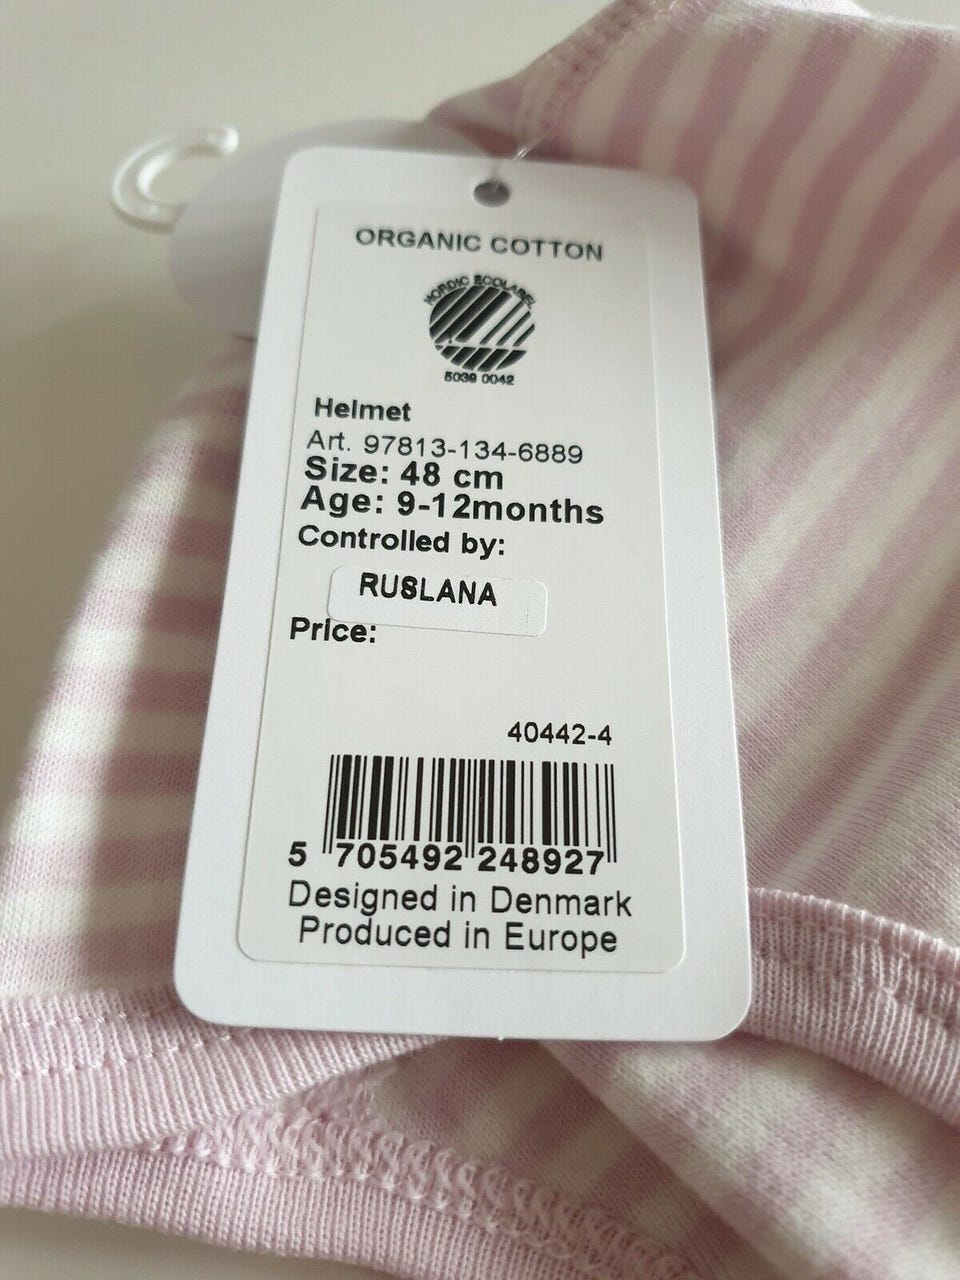 ORGANIC COTTON
NORDIC ECOLABEL
5039 0042
Helmet
Art. 97813-134-6889
Size: 48 cm
Age: 9-12months
Controlled by:
RUSLANA
Price:
40442-4
5 705492 248927
Designed in Denmark
Produced in Europe